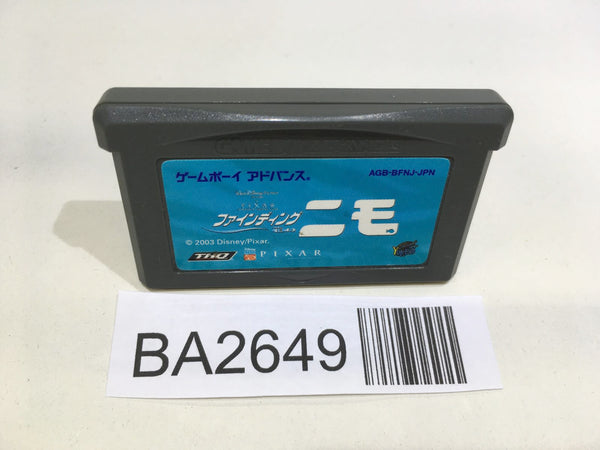 ゲームボーイ アドバンス®
AGB-BFNJ-JPN
PIXAR
ファインディング ニモ
© 2003 Disney/Pixar.
THQ
PIXAR
BA2649